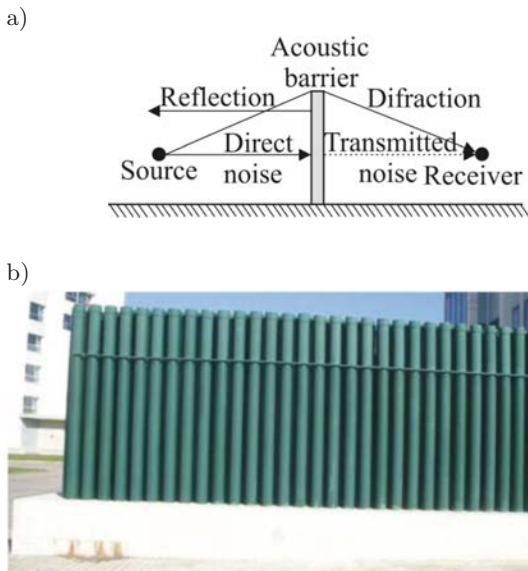 a)
Acoustic
barrier
Reflection
Difraction
Direct
Transmitted
Source
noise
noise
Receiver
b)